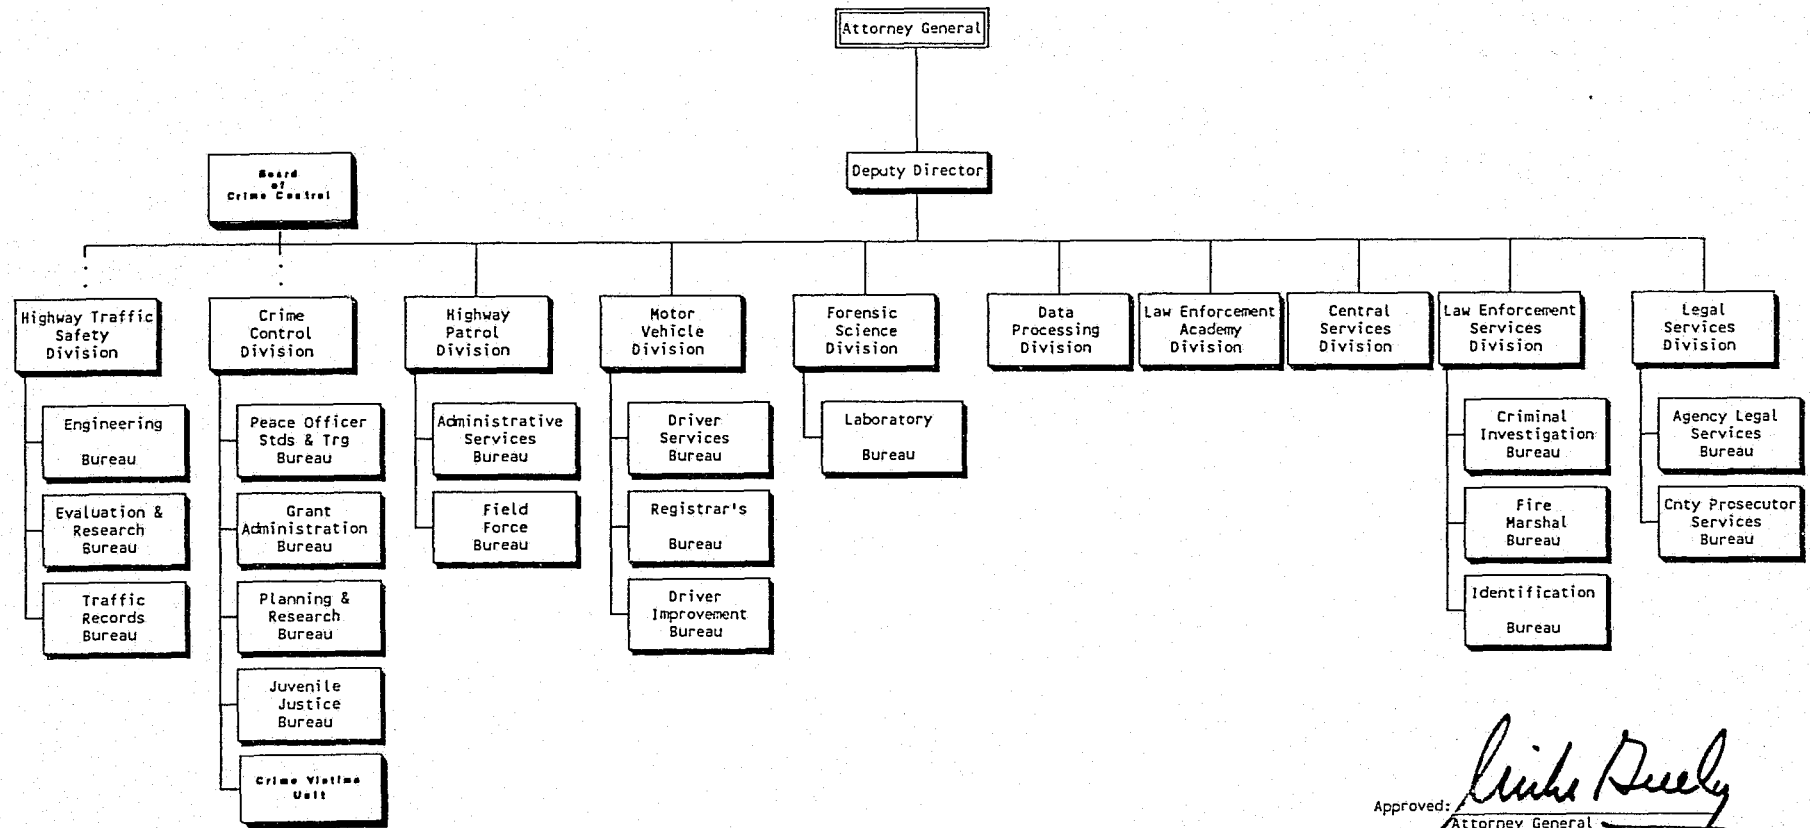 Attorney General
Deputy Director
Board
of
Crime Control
Highway Traffic
Safety
Division
Crime
Control
Division
Highway
Patrol
Division
Motor
Vehicle
Division
Forensic
Science
Division
Data
Processing
Division
Law Enforcement
Academy
Division
Central
Services
Division
Law Enforcement
Services
Division
Legal
Services
Division
Engineering
Bureau
Evaluation &
Research
Bureau
Traffic
Records
Bureau
Peace Officer
Stds & Trg
Bureau
Grant
Administration
Bureau
Planning &
Research
Bureau
Juvenile
Justice
Bureau
Crime Victims
Unit
Administrative
Services
Bureau
Field
Force
Bureau
Driver
Services
Bureau
Registrar's
Bureau
Driver
Improvement
Bureau
Laboratory
Bureau
Criminal
Investigation
Bureau
Fire
Marshal
Bureau
Identification
Bureau
Agency Legal
Services
Bureau
Cnty Prosecutor
Services
Bureau
Approved: Mike Greely
Attorney General